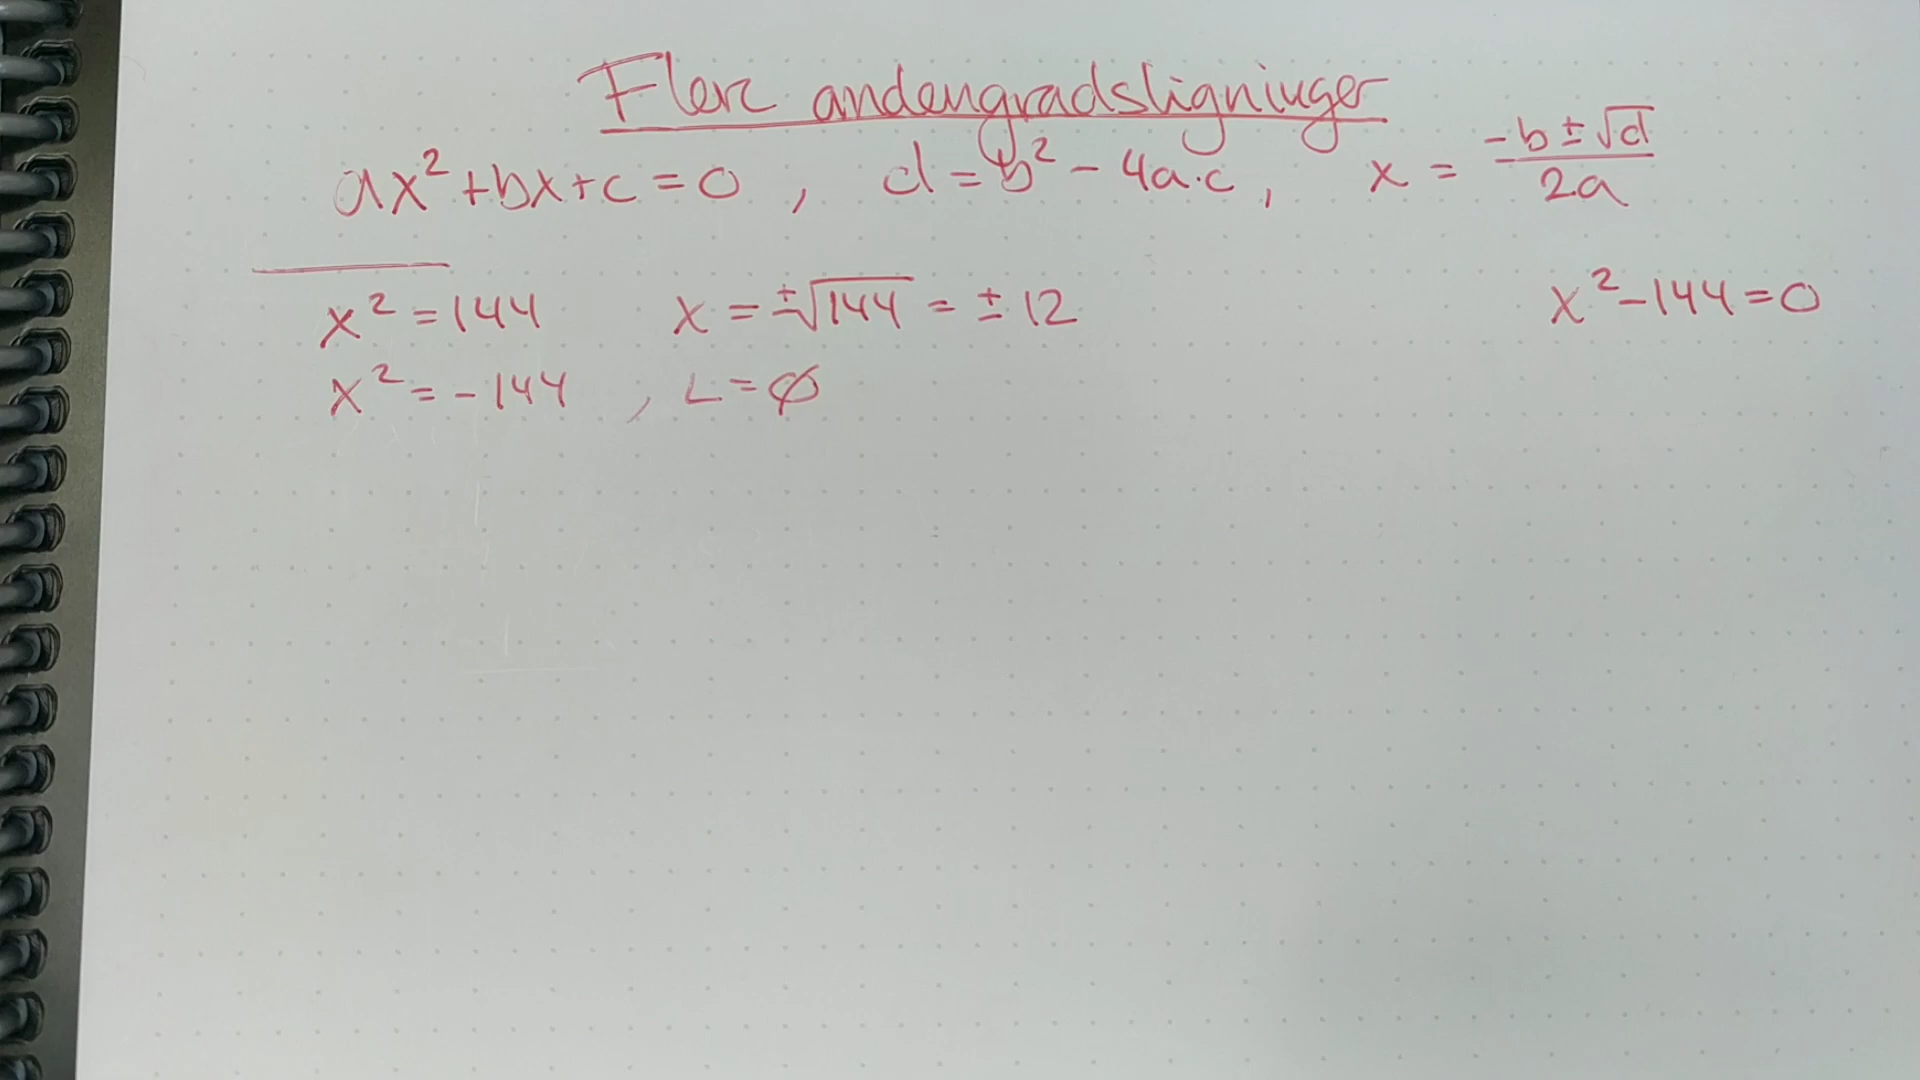 Flere andengradsligninger
ax² + bx + c = 0 , d = b² - 4a·c , x = (-b ± √d)/2a
x² = 144 x = ±√144 = ± 12 x² - 144 = 0
x² = -144 , L = ∅